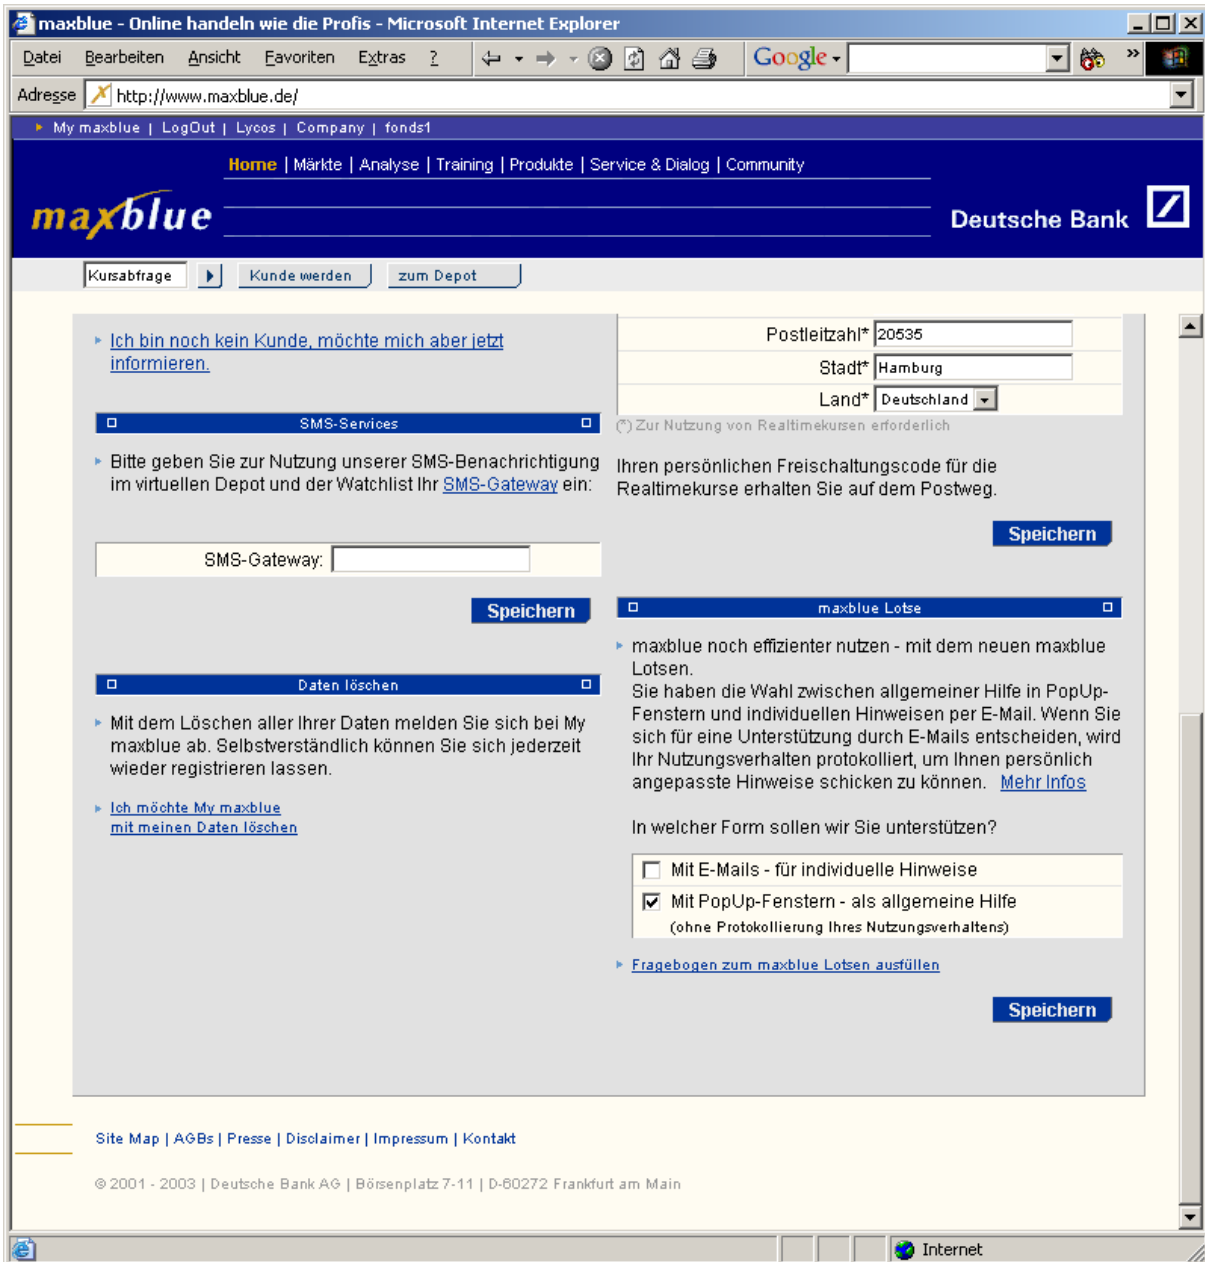 maxblue - Online handeln wie die Profis - Microsoft Internet Explorer
Datei Bearbeiten Ansicht Favoriten Extras ? Google »
Adresse http://www.maxblue.de/
My maxblue | LogOut | Lycos | Company | fonds1
Home | Märkte | Analyse | Training | Produkte | Service & Dialog | Community
maxblue
Deutsche Bank
Kursabfrage Kunde werden zum Depot
Ich bin noch kein Kunde, möchte mich aber jetzt
informieren.
SMS-Services
Bitte geben Sie zur Nutzung unserer SMS-Benachrichtigung
im virtuellen Depot und der Watchlist Ihr SMS-Gateway ein:
SMS-Gateway:
Speichern
Daten löschen
Mit dem Löschen aller Ihrer Daten melden Sie sich bei My
maxblue ab. Selbstverständlich können Sie sich jederzeit
wieder registrieren lassen.
Ich möchte My maxblue
mit meinen Daten löschen
Postleitzahl* 20535
Stadt* Hamburg
Land* Deutschland
(*) Zur Nutzung von Realtimekursen erforderlich
Ihren persönlichen Freischaltungscode für die
Realtimekurse erhalten Sie auf dem Postweg.
Speichern
maxblue Lotse
maxblue noch effizienter nutzen - mit dem neuen maxblue
Lotsen.
Sie haben die Wahl zwischen allgemeiner Hilfe in PopUp-
Fenstern und individuellen Hinweisen per E-Mail. Wenn Sie
sich für eine Unterstützung durch E-Mails entscheiden, wird
Ihr Nutzungsverhalten protokolliert, um Ihnen persönlich
angepasste Hinweise schicken zu können. Mehr Infos
In welcher Form sollen wir Sie unterstützen?
Mit E-Mails - für individuelle Hinweise
Mit PopUp-Fenstern - als allgemeine Hilfe
(ohne Protokollierung Ihres Nutzungsverhaltens)
Fragebogen zum maxblue Lotsen ausfüllen
Speichern
Site Map | AGBs | Presse | Disclaimer | Impressum | Kontakt
© 2001 - 2003 | Deutsche Bank AG | Börsenplatz 7-11 | D-60272 Frankfurt am Main
Internet